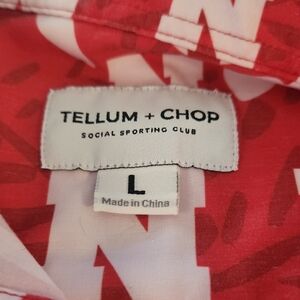 N
TELLUM + CHOP
SOCIAL SPORTING CLUB
L
Made in China
N